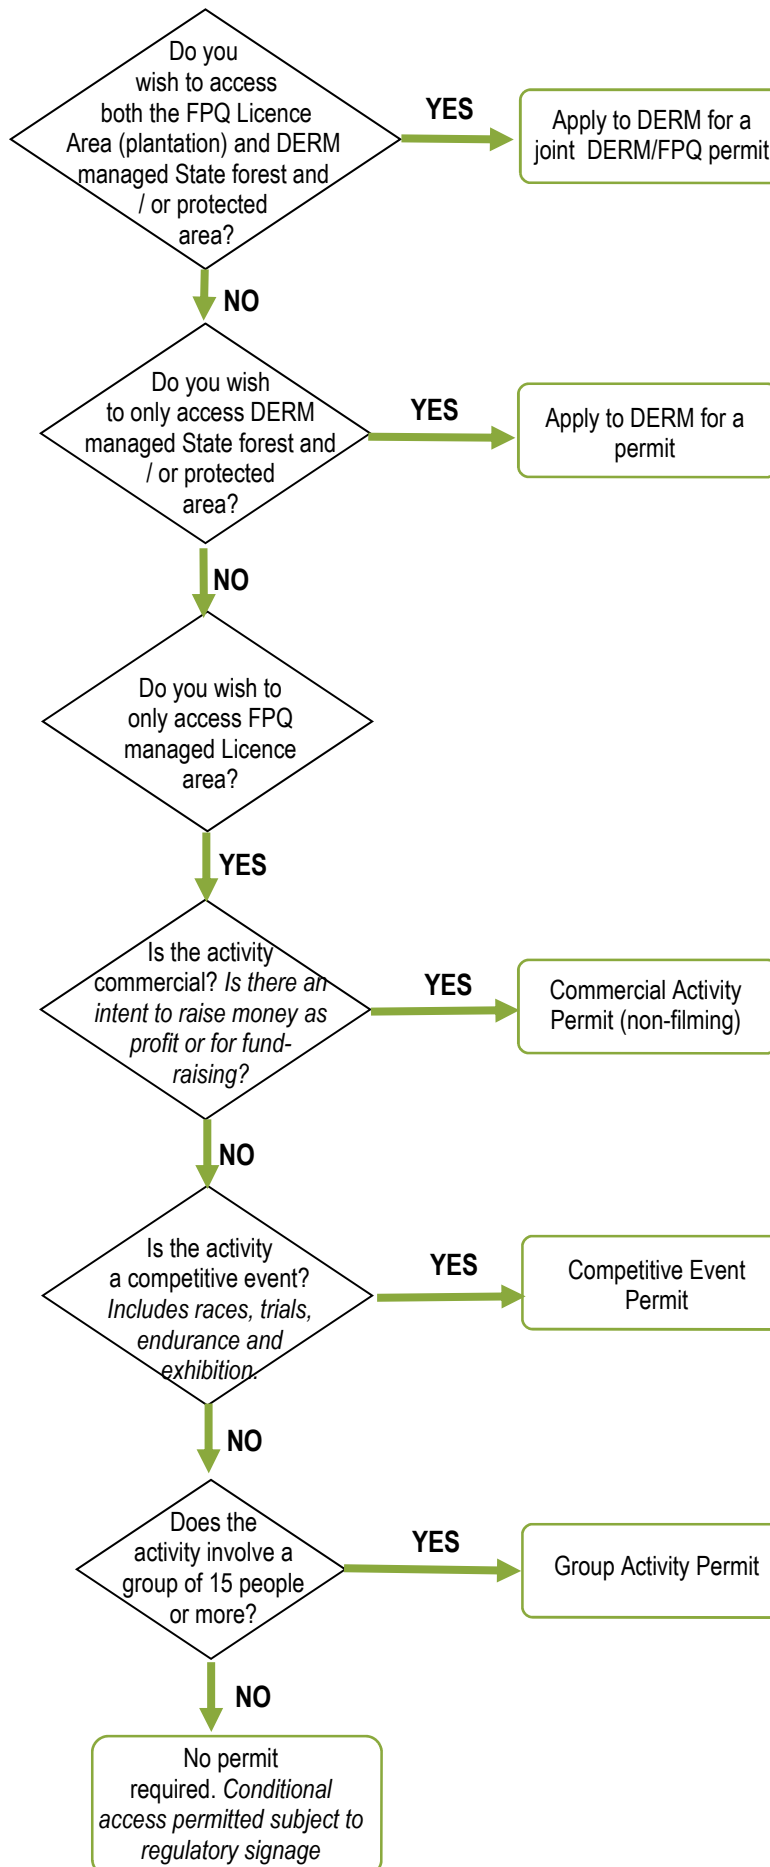 Do you
wish to access
both the FPQ Licence
Area (plantation) and DERM
managed State forest and
/ or protected
area?
YES
Apply to DERM for a
joint DERM/FPQ permit
NO
Do you wish
to only access DERM
managed State forest and
/ or protected
area?
YES
Apply to DERM for a
permit
NO
Do you wish to
only access FPQ
managed Licence
area?
YES
Is the activity
commercial? Is there an
intent to raise money as
profit or for fund-
raising?
YES
Commercial Activity
Permit (non-filming)
NO
Is the activity
a competitive event?
Includes races, trials,
endurance and
exhibition.
YES
Competitive Event
Permit
NO
Does the
activity involve a
group of 15 people
or more?
YES
Group Activity Permit
NO
No permit
required. Conditional
access permitted subject to
regulatory signage